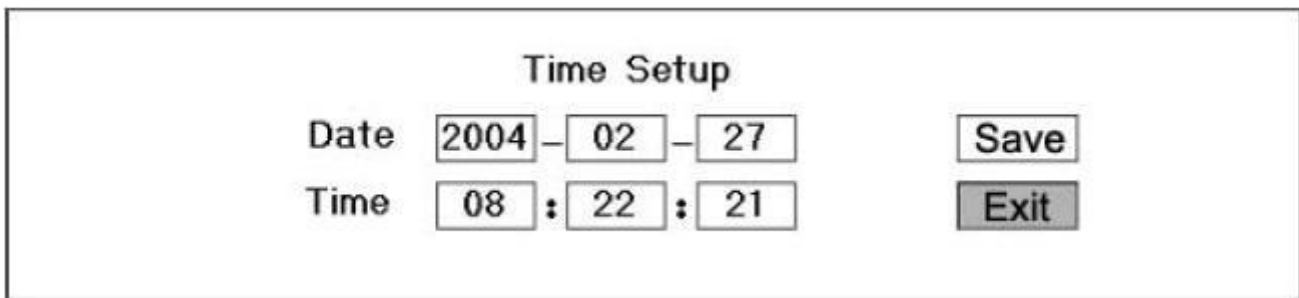 Time Setup
Date 2004 – 02 – 27 Save
Time 08 : 22 : 21 Exit